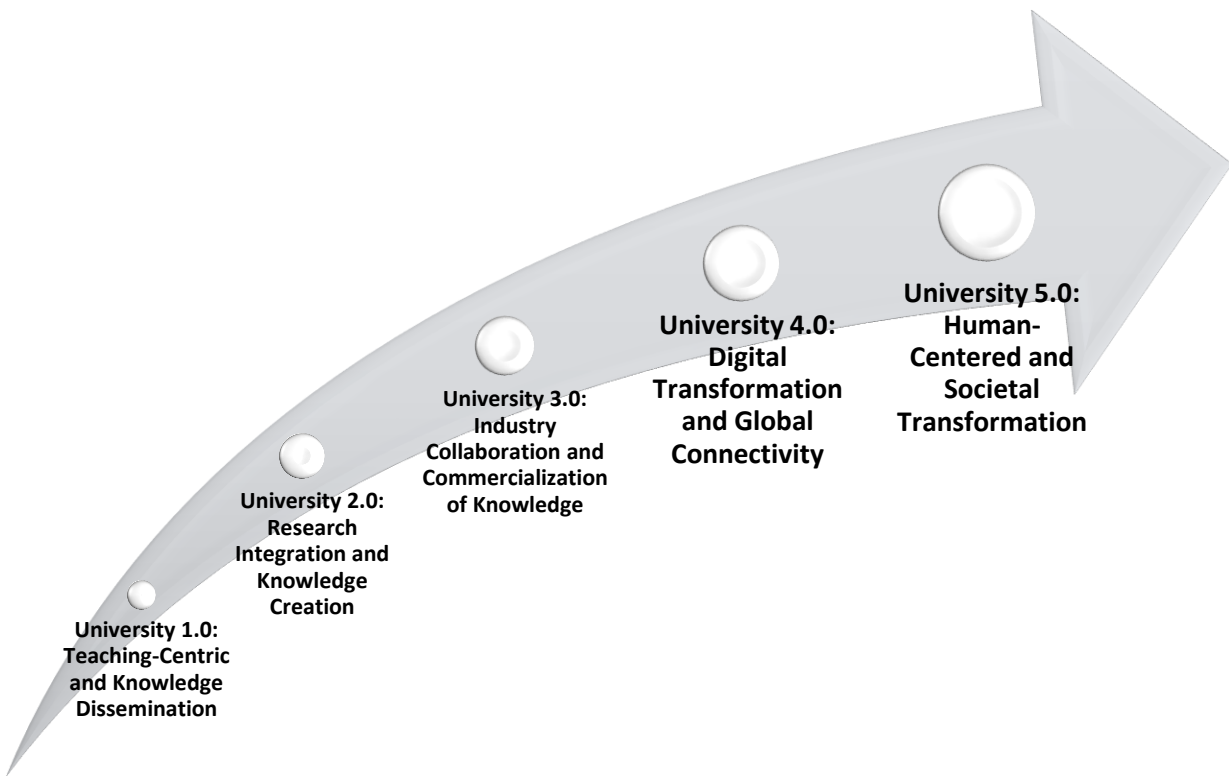 University 1.0:
Teaching-Centric
and Knowledge
Dissemination
University 2.0:
Research
Integration and
Knowledge
Creation
University 3.0:
Industry
Collaboration and
Commercialization
of Knowledge
University 4.0:
Digital
Transformation
and Global
Connectivity
University 5.0:
Human-
Centered and
Societal
Transformation